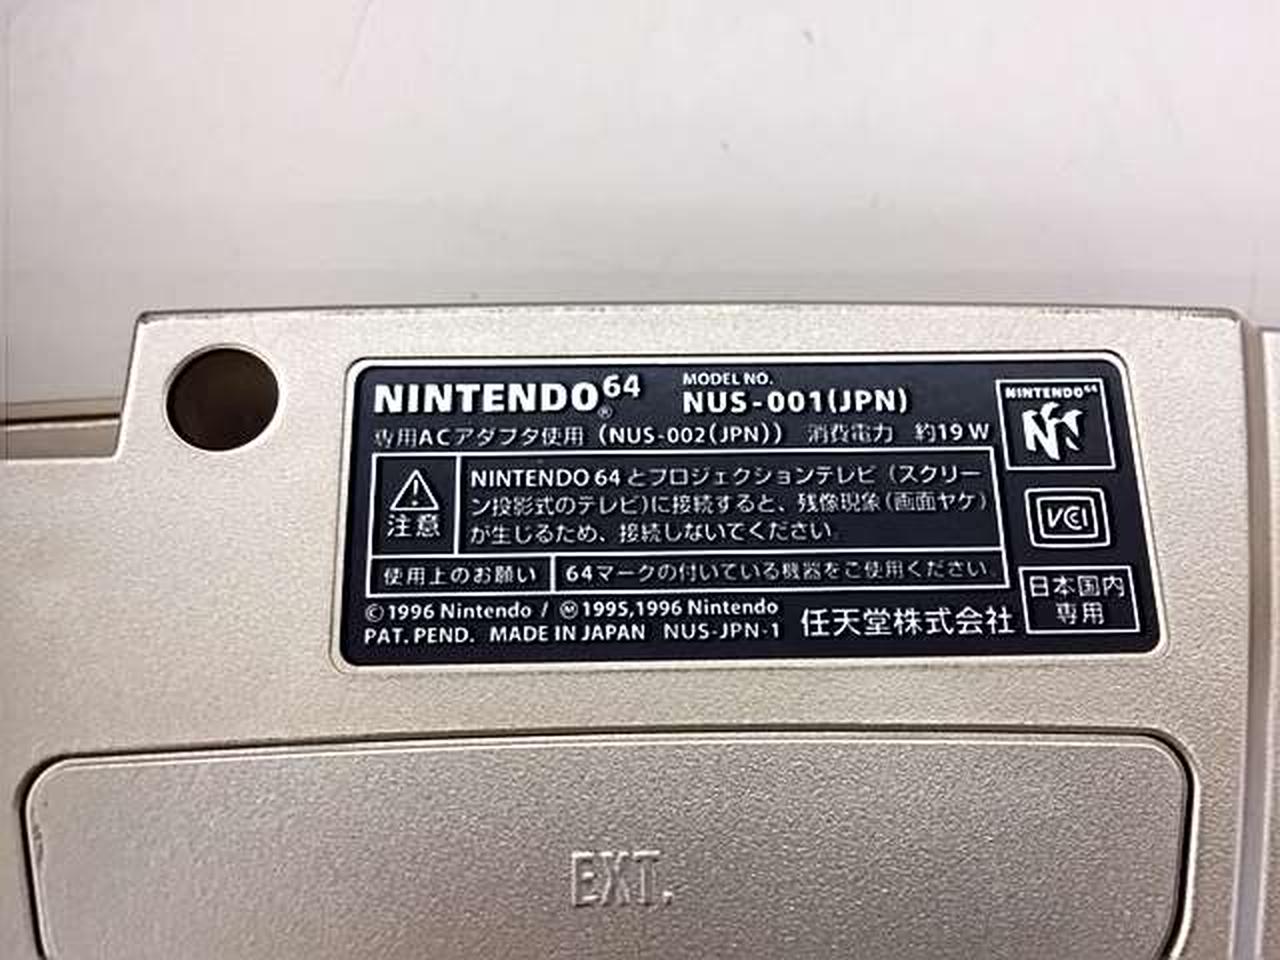 NINTENDO64®
MODEL NO.
NUS-001(JPN)
専用ACアダプタ使用 (NUS-002(JPN)) 消費電力 約19W
注意
NINTENDO 64 とプロジェクションテレビ (スクリー
ン投影式のテレビ)に接続すると、残像現象(画面ヤケ)
が生じるため、接続しないでください
使用上のお願い
64マークの付いている機器をご使用ください
©1996 Nintendo / Ⓜ1995,1996 Nintendo
PAT. PEND. MADE IN JAPAN NUS-JPN-1
任天堂株式会社
NINTENDO64
VCI
日本国内
専用
EXT.